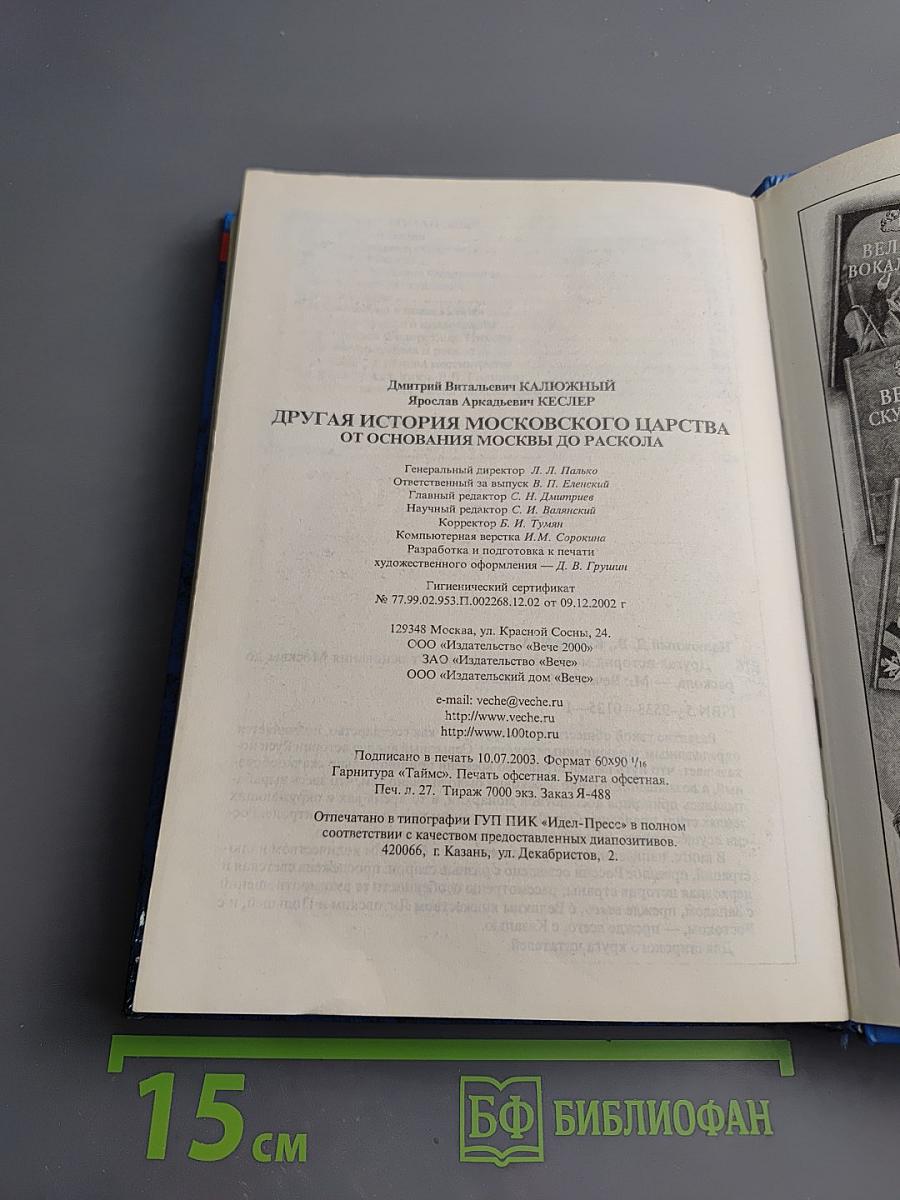 Дмитрий Витальевич КАЛЮЖНЫЙ
Ярослав Аркадьевич КЕСЛЕР
ДРУГАЯ ИСТОРИЯ МОСКОВСКОГО ЦАРСТВА
ОТ ОСНОВАНИЯ МОСКВЫ ДО РАСКОЛА
Генеральный директор Л. Л. Палько
Ответственный за выпуск В. П. Еленский
Главный редактор С. Н. Дмитриев
Научный редактор С. И. Валянский
Корректор Б. И. Тумян
Компьютерная верстка И.М. Сорокина
Разработка и подготовка к печати
художественного оформления — Д. В. Грушин
Гигиенический сертификат
№ 77.99.02.953.П.002268.12.02 от 09.12.2002 г
129348 Москва, ул. Красной Сосны, 24.
ООО «Издательство «Вече 2000»
ЗАО «Издательство «Вече»
ООО «Издательский дом «Вече»
e-mail: veche@veche.ru
http://www.veche.ru
http://www.100top.ru
Подписано в печать 10.07.2003. Формат 60х90 1/16
Гарнитура «Таймс». Печать офсетная. Бумага офсетная.
Печ. л. 27. Тираж 7000 экз. Заказ Я-488
Отпечатано в типографии ГУП ПИК «Идел-Пресс» в полном
соответствии с качеством предоставленных диапозитивов.
420066, г. Казань, ул. Декабристов, 2.
15 см
БФ БИБЛИОФАН